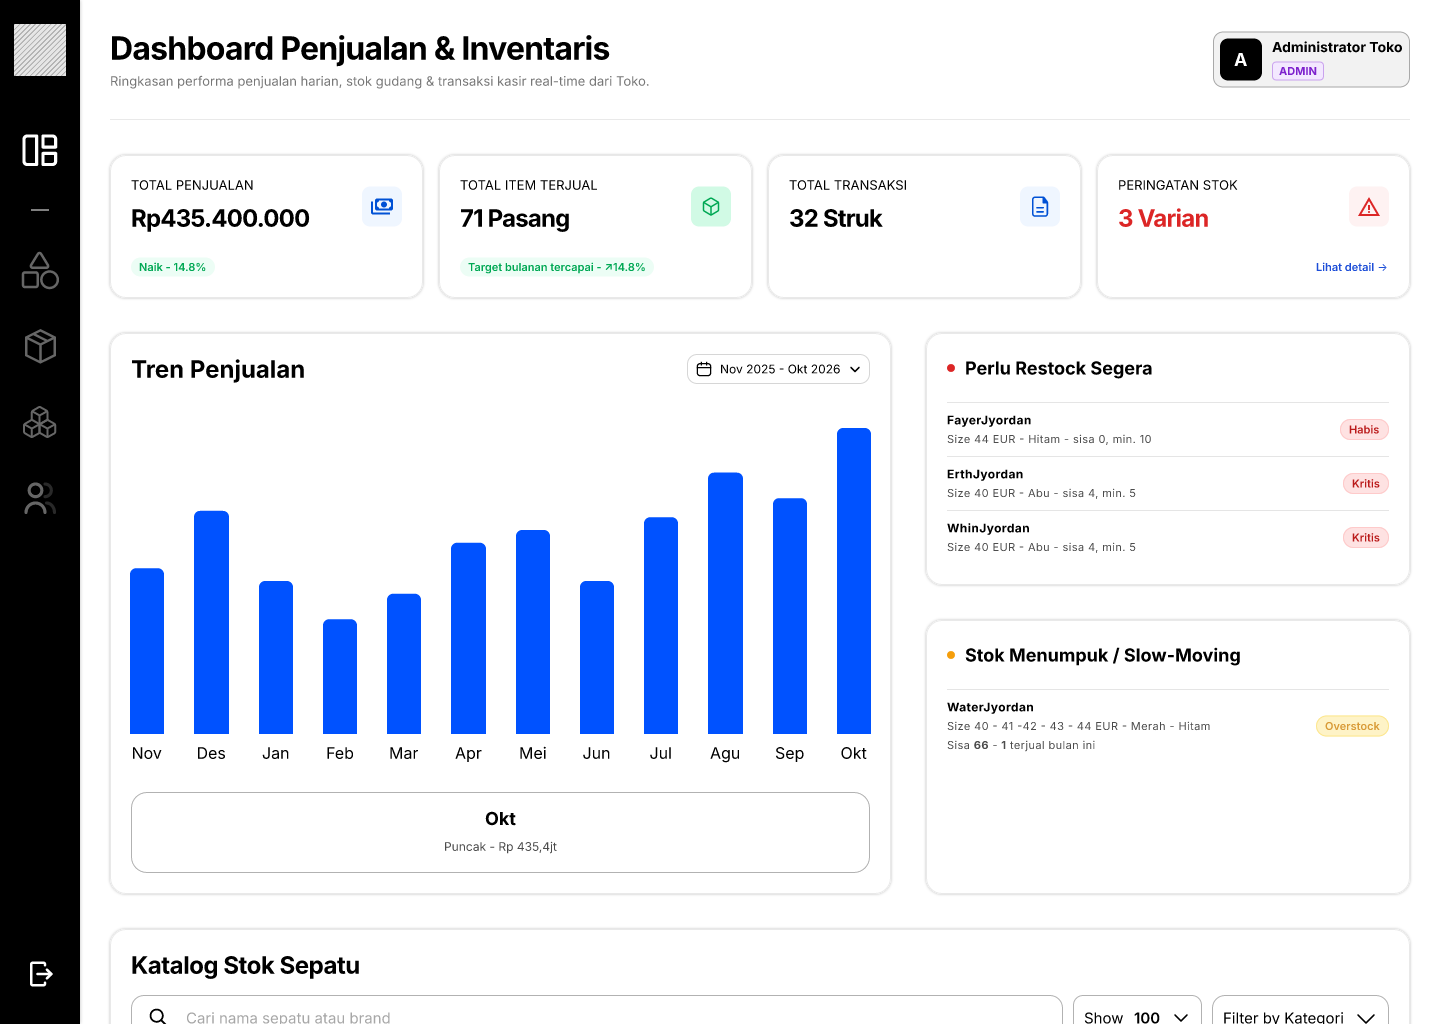 Dashboard Penjualan & Inventaris
Ringkasan performa penjualan harian, stok gudang & transaksi kasir real-time dari Toko.
A
Administrator Toko
ADMIN
TOTAL PENJUALAN
Rp435.400.000
Naik - 14.8%
TOTAL ITEM TERJUAL
71 Pasang
Target bulanan tercapai - ↗14.8%
TOTAL TRANSAKSI
32 Struk
PERINGATAN STOK
3 Varian
Lihat detail →
Tren Penjualan
Nov 2025 - Okt 2026
Nov Des Jan Feb Mar Apr Mei Jun Jul Agu Sep Okt
Okt
Puncak - Rp 435,4jt
Perlu Restock Segera
FayerJyordan
Size 44 EUR - Hitam - sisa 0, min. 10
Habis
ErthJyordan
Size 40 EUR - Abu - sisa 4, min. 5
Kritis
WhinJyordan
Size 40 EUR - Abu - sisa 4, min. 5
Kritis
Stok Menumpuk / Slow-Moving
WaterJyordan
Size 40 - 41 -42 - 43 - 44 EUR - Merah - Hitam
Sisa 66 - 1 terjual bulan ini
Overstock
Katalog Stok Sepatu
Cari nama sepatu atau brand
Show 100
Filter by Kategori